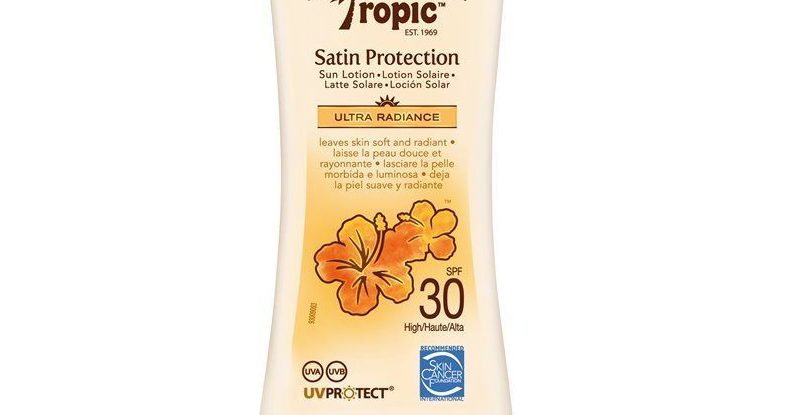 Tropic™
EST. 1969
Satin Protection
Sun Lotion • Lotion Solaire •
Latte Solare • Loción Solar
ULTRA RADIANCE
leaves skin soft and radiant •
laisse la peau douce et
rayonnante • lasciare la pelle
morbida e luminosa • deja
la piel suave y radiante
™
SPF
30
High/Haute/Alta
UVA UVB
UVPROTECT®
RECOMMENDED
SKIN
CANCER
FOUNDATION
INTERNATIONAL